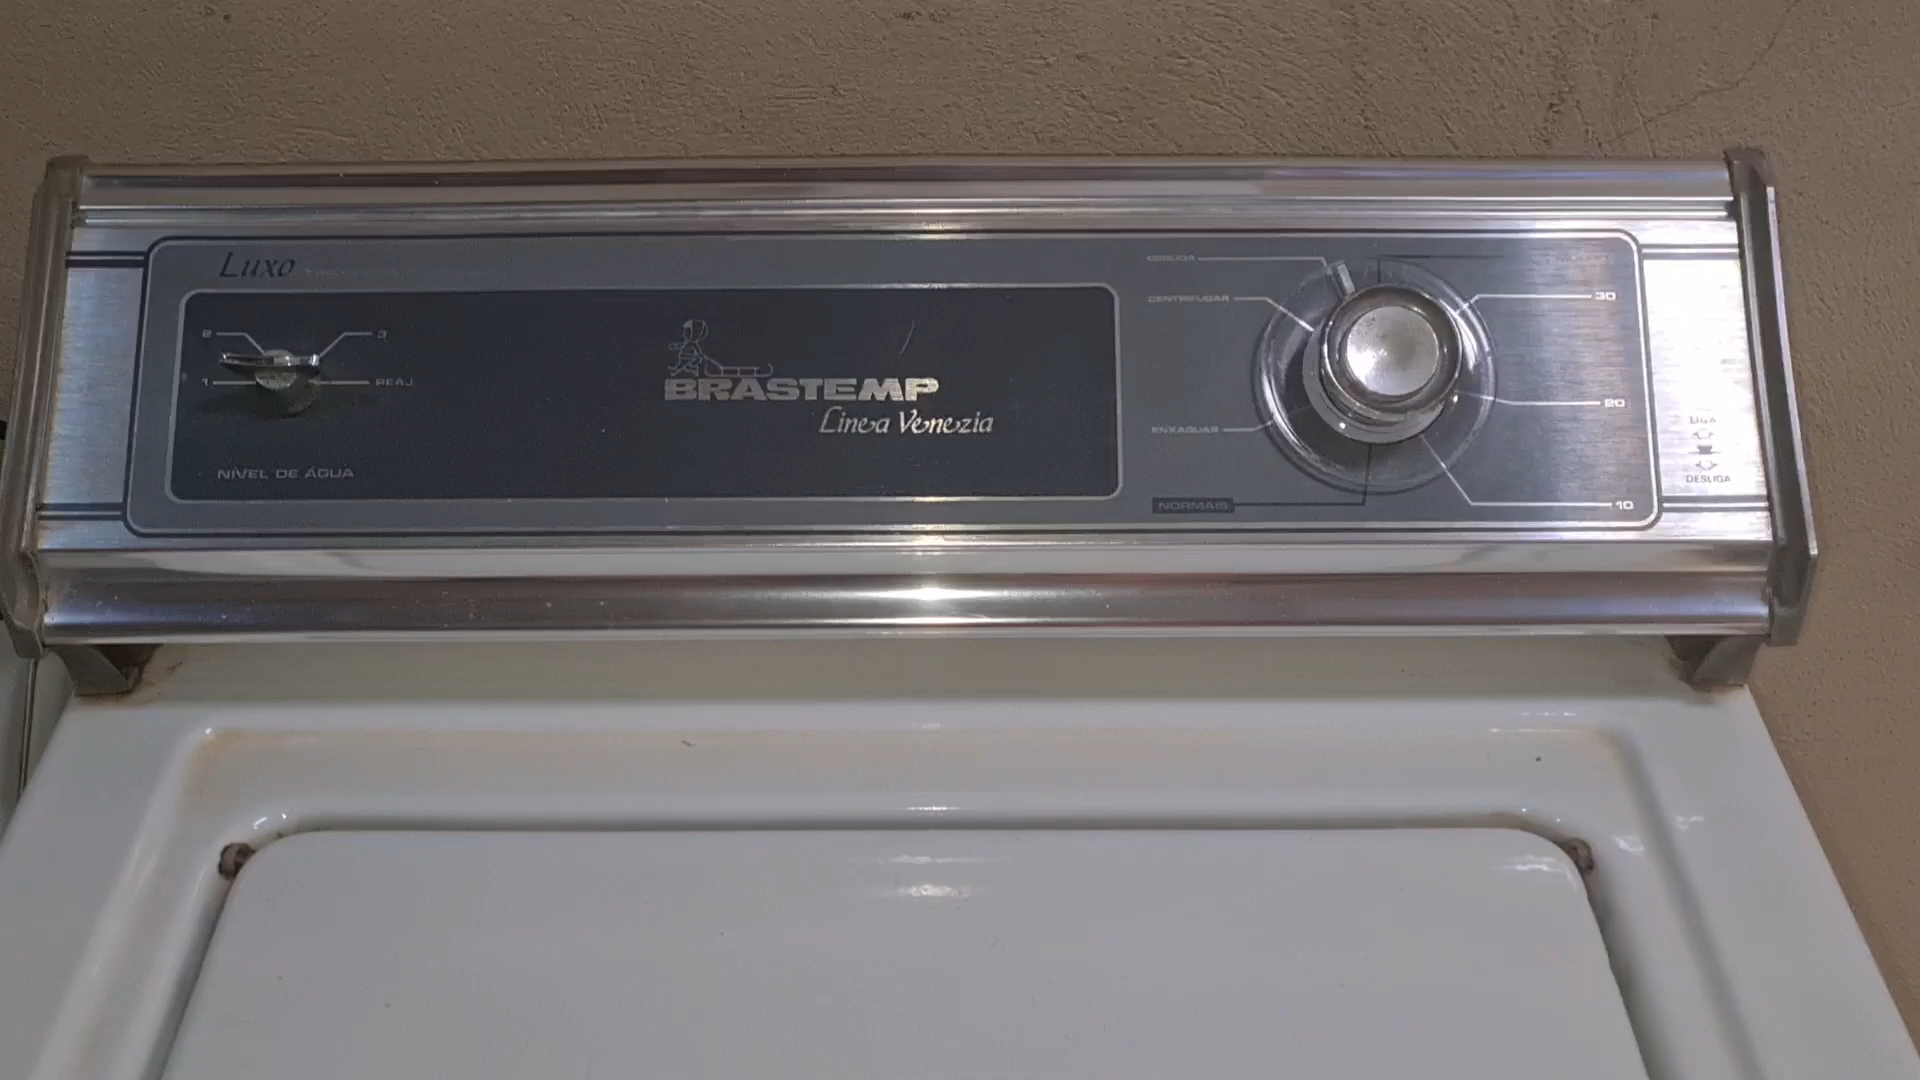 Luxo
2 3
1 REAJ.
NÍVEL DE ÁGUA
BRASTEMP
Linea Venezia
DESLIGA
CENTRIFUGAR
ENXAGUAR
NORMAIS
30
20
10
LIGA
DESLIGA